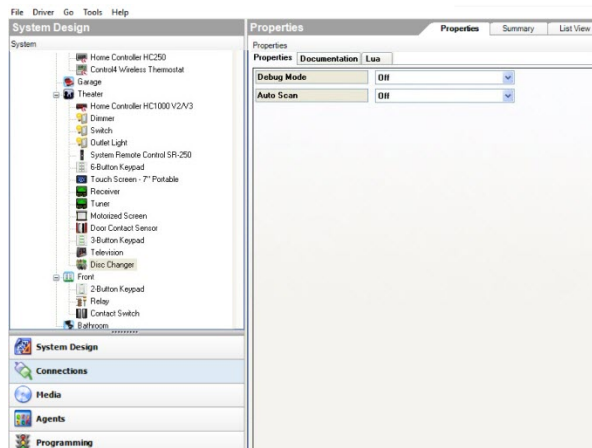 File Driver Go Tools Help
System Design
System
Home Controller HC250
Control4 Wireless Thermostat
Garage
Theater
Home Controller HC1000 V2/V3
Dimmer
Switch
Outlet Light
System Remote Control SR-250
6-Button Keypad
Touch Screen - 7" Portable
Receiver
Tuner
Motorized Screen
Door Contact Sensor
3-Button Keypad
Television
Disc Changer
Front
2-Button Keypad
Relay
Contact Switch
Bathroom
System Design
Connections
Media
Agents
Programming
Properties Properties Summary List View
Properties
Properties Documentation Lua
Debug Mode Off
Auto Scan Off